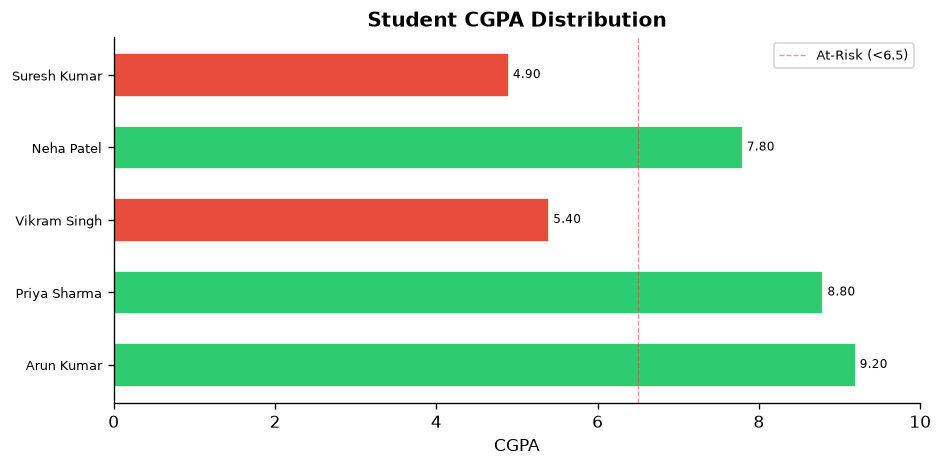 Student CGPA Distribution
At-Risk (<6.5)
Suresh Kumar 4.90
Neha Patel 7.80
Vikram Singh 5.40
Priya Sharma 8.80
Arun Kumar 9.20
0 2 4 6 8 10
CGPA